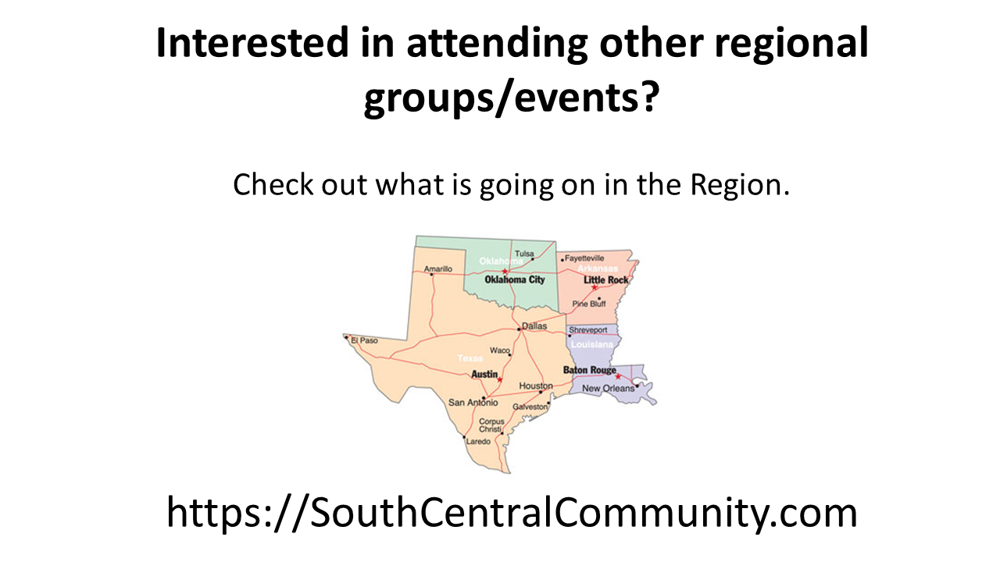 Interested in attending other regional
groups/events?
Check out what is going on in the Region.
Tulsa
Oklahoma
Fayetteville
Arkansas
Amarillo
Oklahoma City
Little Rock
Pine Bluff
Dallas
Shreveport
El Paso
Louisiana
Waco
Texas
Austin
Baton Rouge
Houston
New Orleans
San Antonio
Galveston
Corpus
Christi
Laredo
https://SouthCentralCommunity.com